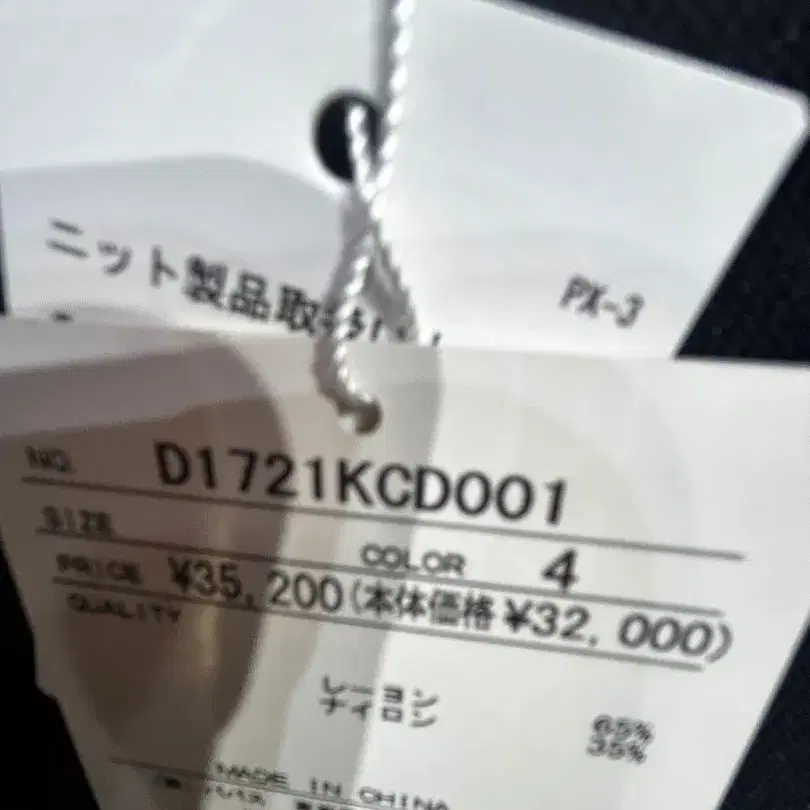 ニット製品取
PX-3
NO. D1721KCD001
SIZE
COLOR 4
PRICE ¥35,200(本体価格¥32,000)
QUALITY
レーヨン 65%
ナイロン 35%
MADE IN CHINA